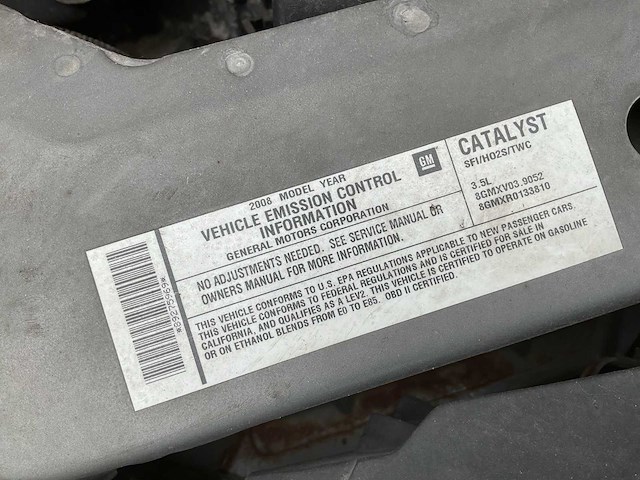 2008 MODEL YEAR
VEHICLE EMISSION CONTROL
INFORMATION
GENERAL MOTORS CORPORATION
GM
CATALYST
SFI/HO2S/TWC
3.5L
8GMXV03.9052
8GMXR0133810
NO ADJUSTMENTS NEEDED. SEE SERVICE MANUAL OR
OWNERS MANUAL FOR MORE INFORMATION.
THIS VEHICLE CONFORMS TO U.S. EPA REGULATIONS APPLICABLE TO NEW PASSENGER CARS.
THIS VEHICLE CONFORMS TO FEDERAL REGULATIONS AND IS CERTIFIED FOR SALE IN
CALIFORNIA, AND QUALIFIES AS A LEV2. THIS VEHICLE IS CERTIFIED TO OPERATE ON GASOLINE
OR ON ETHANOL BLENDS FROM E0 TO E85. OBD II CERTIFIED.
*89275969*